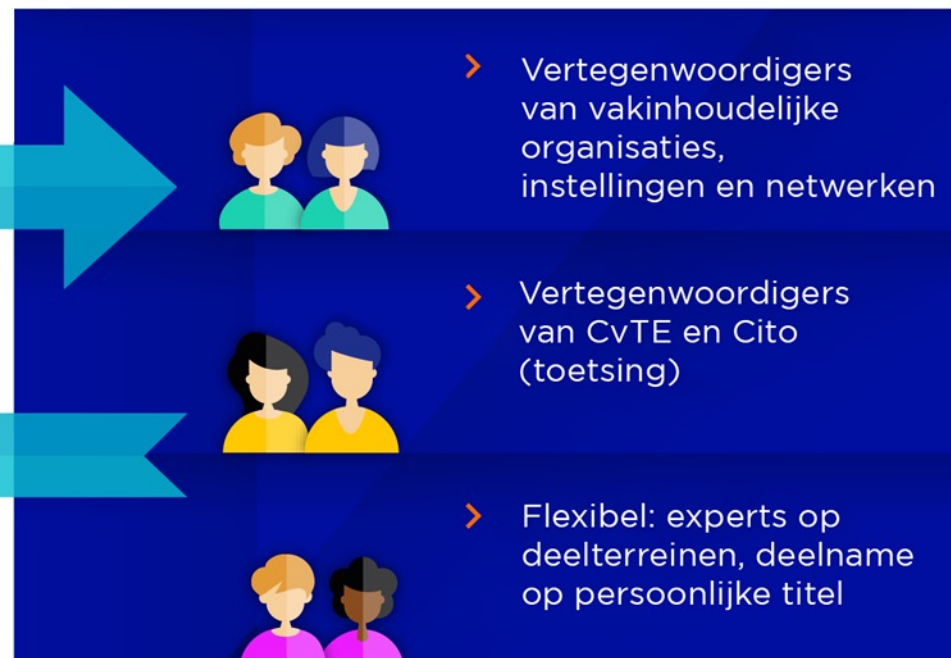 Vertegenwoordigers
van vakinhoudelijke
organisaties,
instellingen en netwerken
Vertegenwoordigers
van CvTE en Cito
(toetsing)
Flexibel: experts op
deelterreinen, deelname
op persoonlijke titel